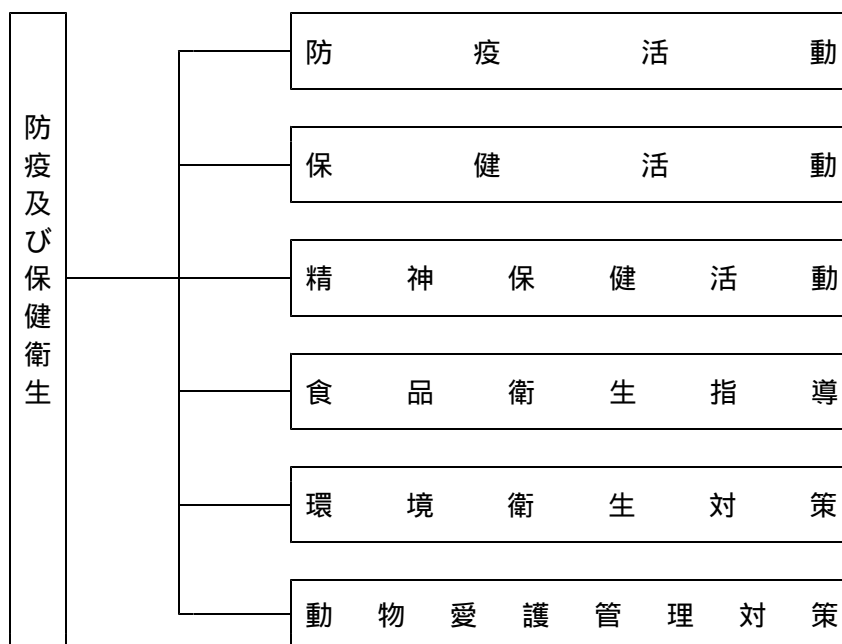 防疫及び保健衛生
防疫活動
保健活動
精神保健活動
食品衛生指導
環境衛生対策
動物愛護管理対策